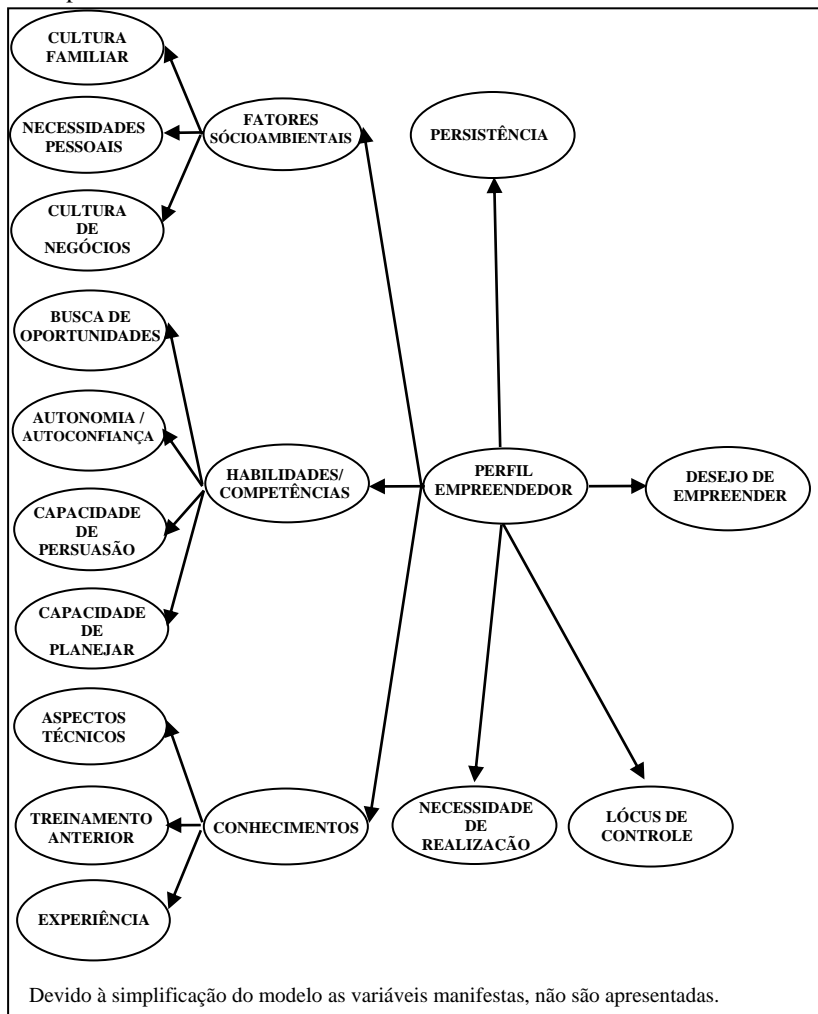 CULTURA
FAMILIAR
NECESSIDADES
PESSOAIS
CULTURA
DE
NEGÓCIOS
FATORES
SÓCIOAMBIENTAIS
PERSISTÊNCIA
BUSCA DE
OPORTUNIDADES
AUTONOMIA /
AUTOCONFIANÇA
CAPACIDADE
DE
PERSUASÃO
CAPACIDADE
DE
PLANEJAR
HABILIDADES/
COMPETÊNCIAS
PERFIL
EMPREENDEDOR
DESEJO DE
EMPREENDER
ASPECTOS
TÉCNICOS
TREINAMENTO
ANTERIOR
EXPERIÊNCIA
CONHECIMENTOS
NECESSIDADE
DE
REALIZAÇÃO
LÓCUS DE
CONTROLE
Devido à simplificação do modelo as variáveis manifestas, não são apresentadas.